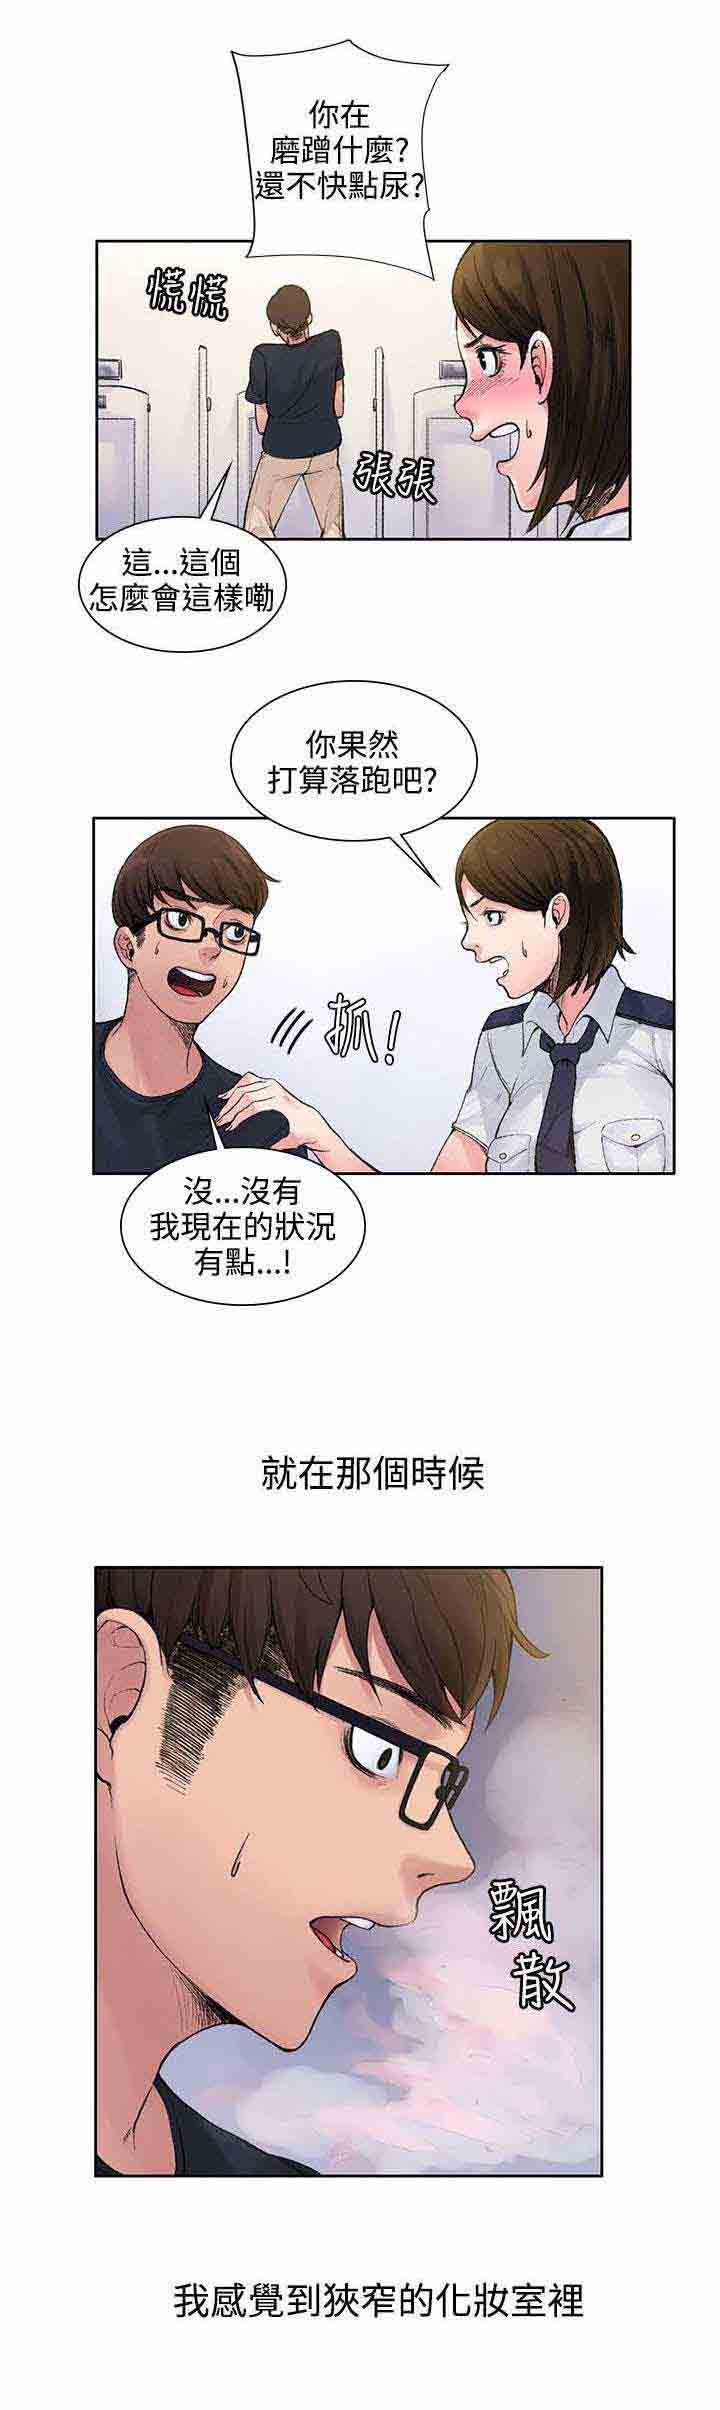 你在
磨蹭什麼?
還不快點尿?
慌慌
張張
這...這個
怎麼會這樣嘞
你果然
打算落跑吧?
抓!
沒...沒有
我現在的狀況
有點...!
就在那個時候
飄
散
我感覺到狹窄的化妝室裡